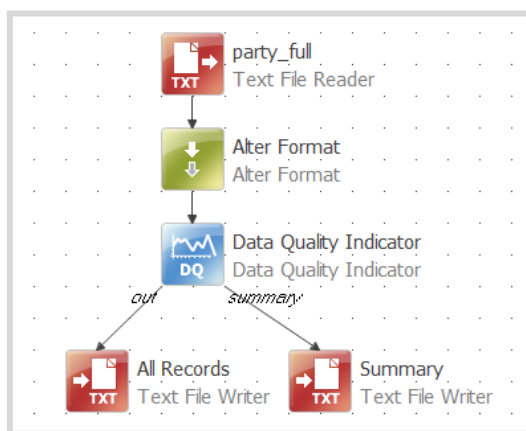 party_full
TXT
Text File Reader
Alter Format
Alter Format
Data Quality Indicator
DQ
Data Quality Indicator
out
summary
All Records
TXT
Text File Writer
Summary
TXT
Text File Writer